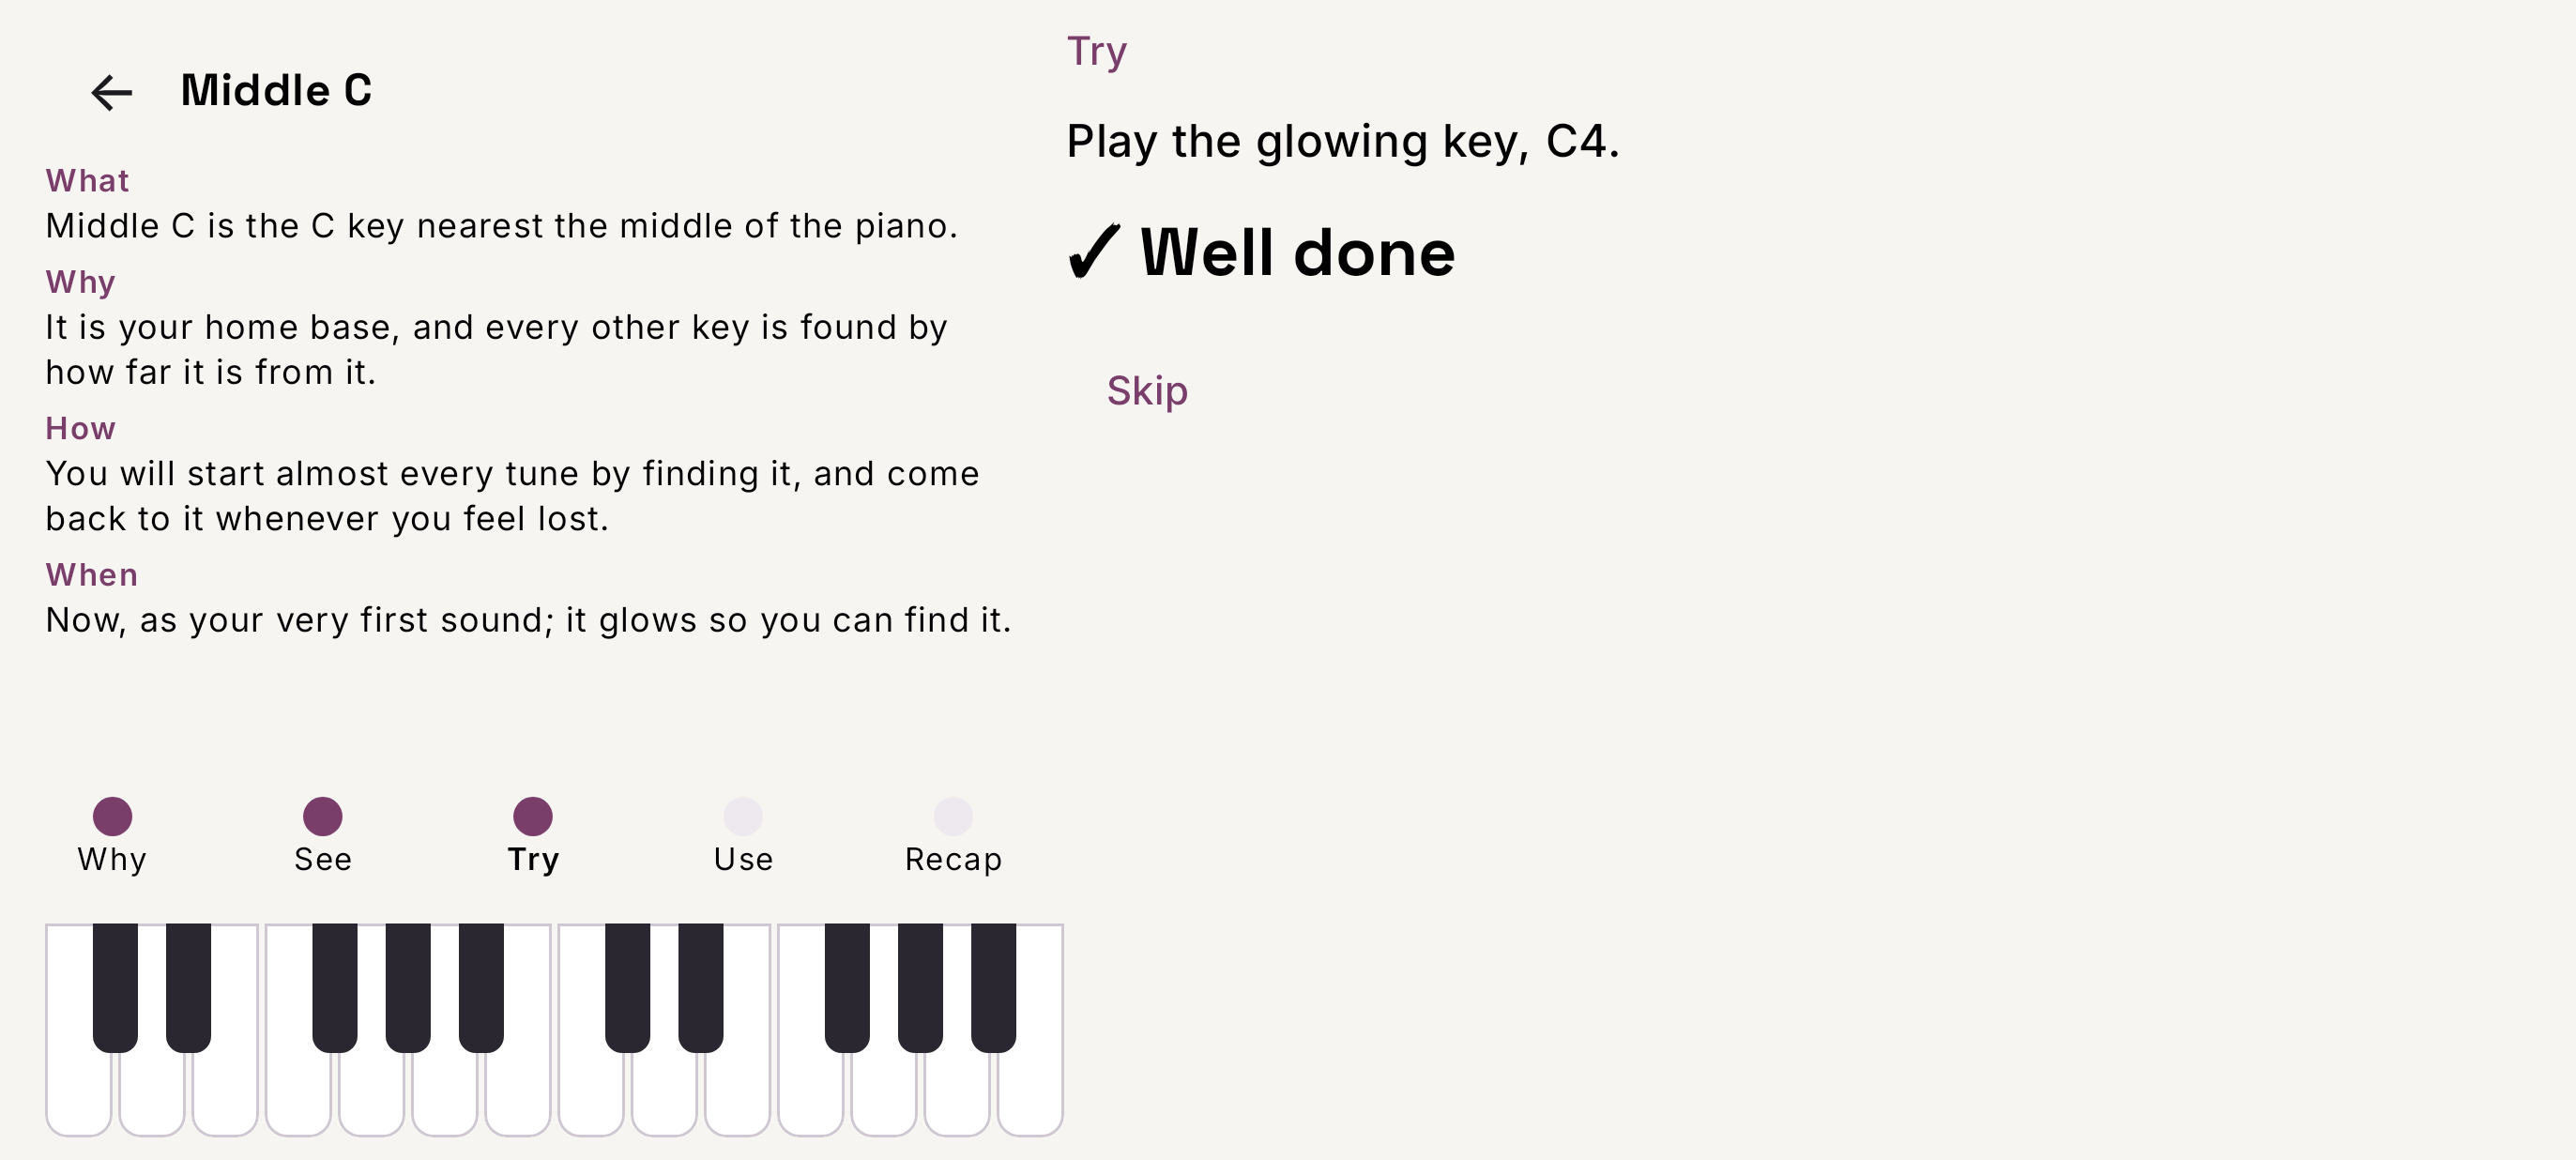 Middle C
What
Middle C is the C key nearest the middle of the piano.
Why
It is your home base, and every other key is found by
how far it is from it.
How
You will start almost every tune by finding it, and come
back to it whenever you feel lost.
When
Now, as your very first sound; it glows so you can find it.
Why
See
Try
Use
Recap
Try
Play the glowing key, C4.
✓ Well done
Skip